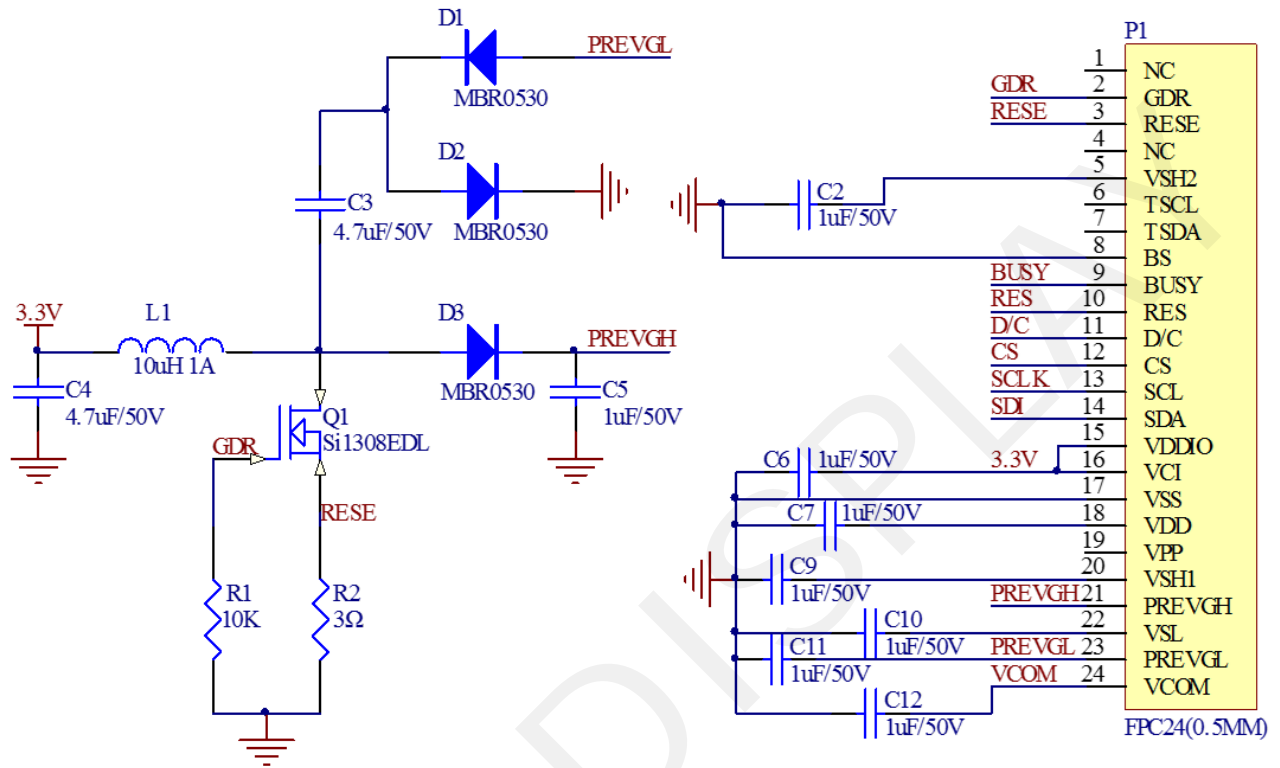 D1
PREVGL
MBR0530
D2
MBR0530
C3
4.7uF/50V
3.3V
L1
10uH 1A
D3
PREVGH
MBR0530
C4
4.7uF/50V
C5
1uF/50V
Q1
Si1308EDL
GDR
RESE
R1
10K
R2
3Ω
P1
1 NC
GDR 2 GDR
RESE 3 RESE
4 NC
5 VSH2
C2
1uF/50V
6 TSCL
7 TSDA
8 BS
BUSY 9 BUSY
RES 10 RES
D/C 11 D/C
CS 12 CS
SCLK 13 SCL
SDI 14 SDA
15 VDDIO
C6 1uF/50V 3.3V 16 VCI
17 VSS
C7 1uF/50V 18 VDD
19 VPP
C9 20 VSH1
1uF/50V
PREVGH 21 PREVGH
C10 22 VSL
1uF/50V
C11 PREVGL 23 PREVGL
1uF/50V
VCOM 24 VCOM
C12
1uF/50V
FPC24(0.5MM)
DISPLAY